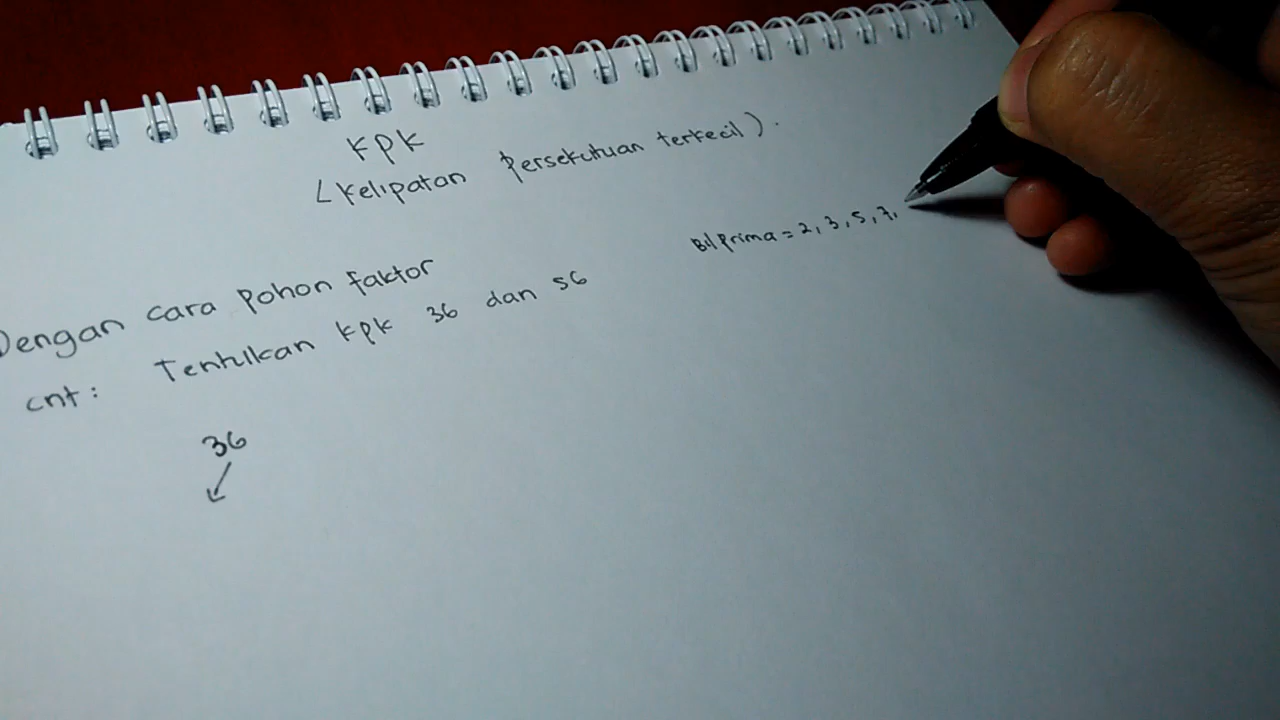 KPK
(Kelipatan Persekutuan terkecil).
Bil Prima = 2, 3, 5, 7,
Dengan cara Pohon faktor
cnt: Tentukan KPK 36 dan 56
36